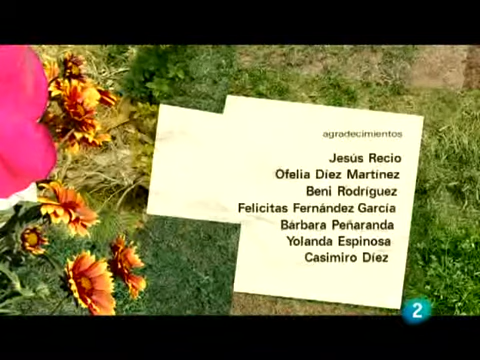 agradecimientos
Jesús Recio
Ofelia Díez Martínez
Beni Rodríguez
Felicitas Fernández García
Bárbara Peñaranda
Yolanda Espinosa
Casimiro Díez
2